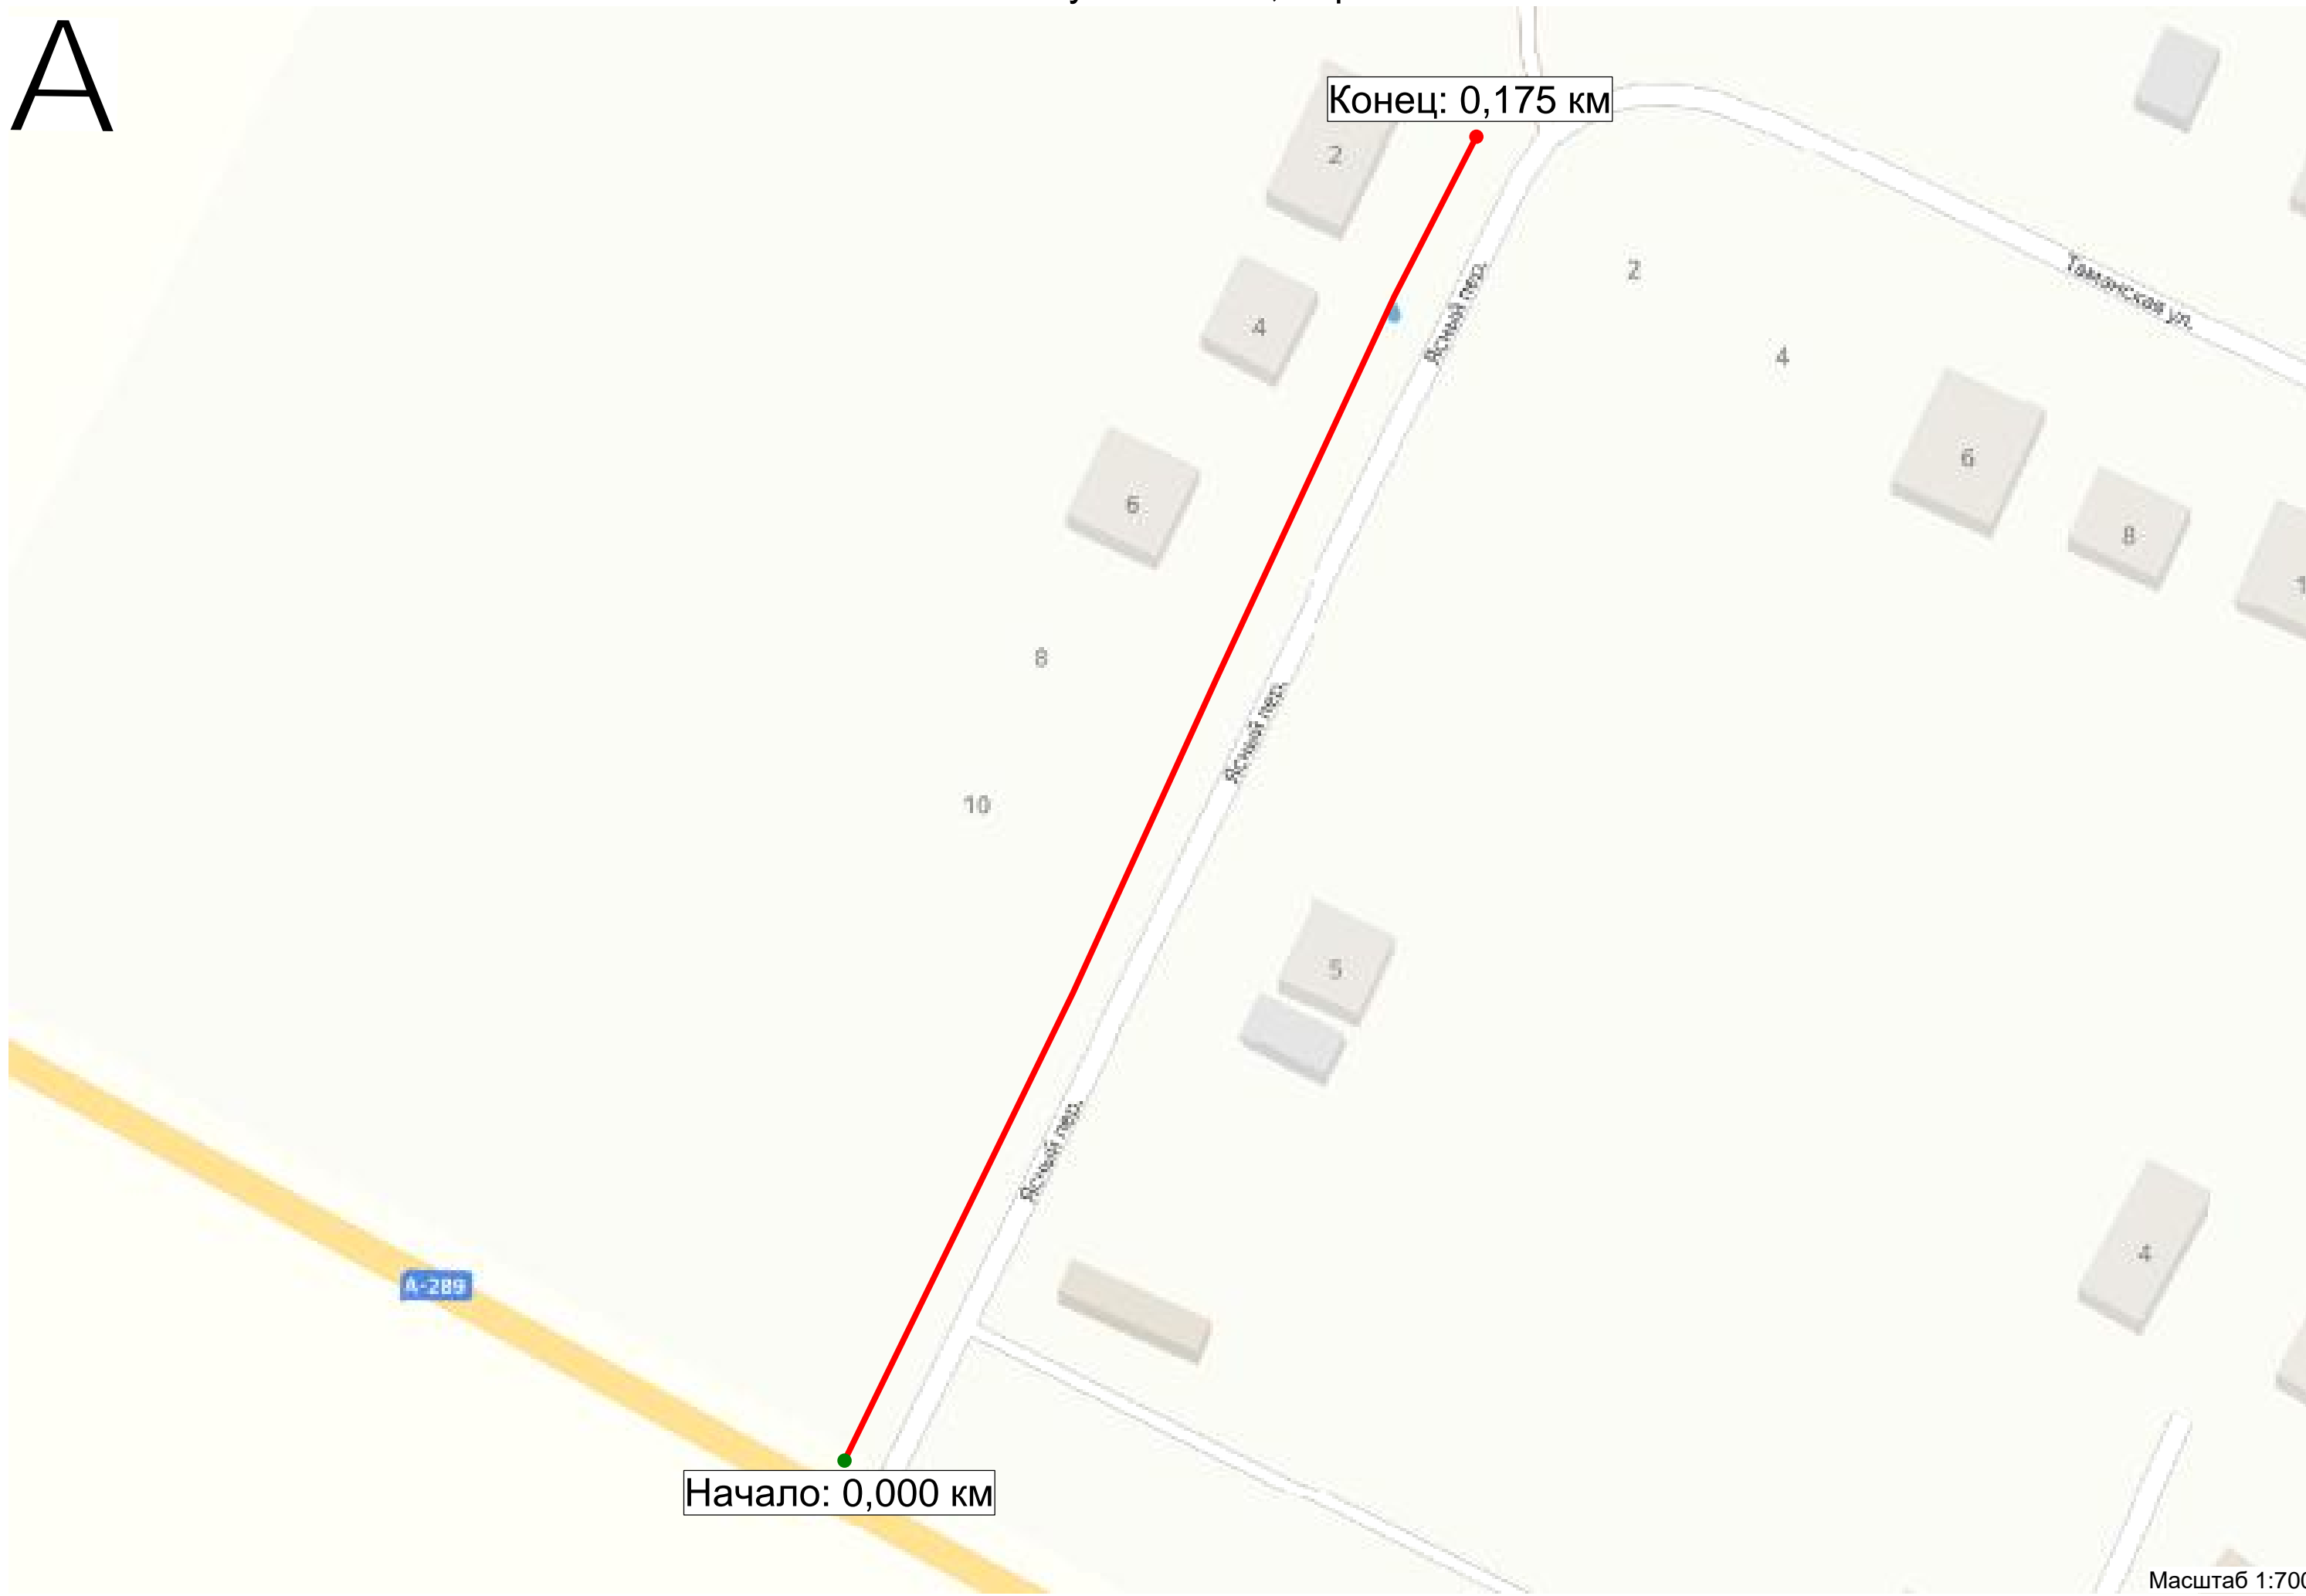 А
Конец: 0,175 км
2
Таманская ул.
2
Ясный пер.
4
4
6
6
8
8
Ясный пер.
10
5
Ясный пер.
4
А-289
Начало: 0,000 км
Масштаб 1:700